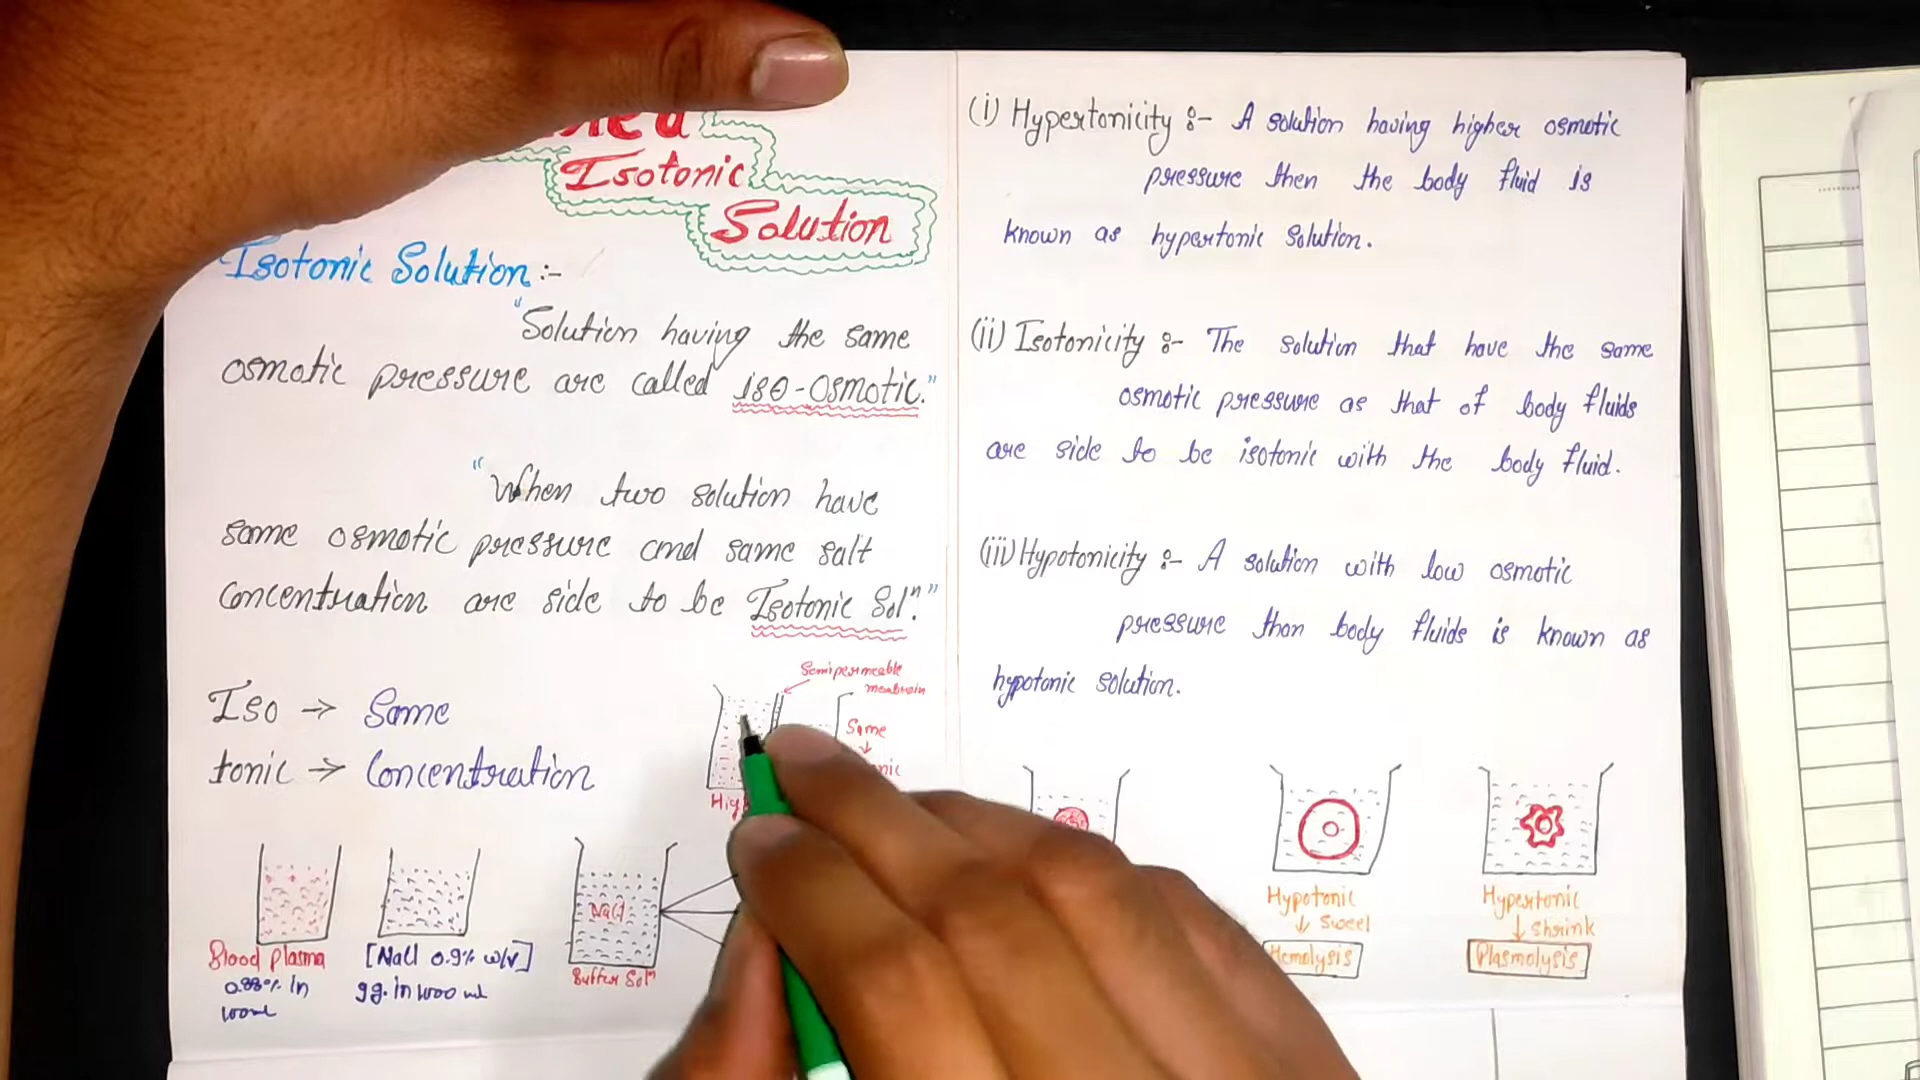 Isotonic
Solution
Isotonic Solution :-
"Solution having the same
osmotic pressure are called iso-osmotic."
"When two solution have
same osmotic pressure and same salt
Concentration are side to be Isotonic Solⁿ."
Iso → Same
tonic → Concentration
Semipermeable
membrain
Same
Blood plasma
in
100ml
[NaCl 0.9% w/v]
9g. in 1000 ml
NaCl
Buffer Solⁿ
(i) Hypertonicity :- A solution having higher osmotic
pressure then the body fluid is
known as hypertonic solution.
(ii) Isotonicity :- The solution that have the same
osmotic pressure as that of body fluids
are side to be isotonic with the body fluid.
(iii) Hypotonicity :- A solution with low osmotic
pressure than body fluids is known as
hypotonic solution.
Hypotonic
↓ Sweel
Hemolysis
Hypertonic
↓ Shrink
Plasmolysis